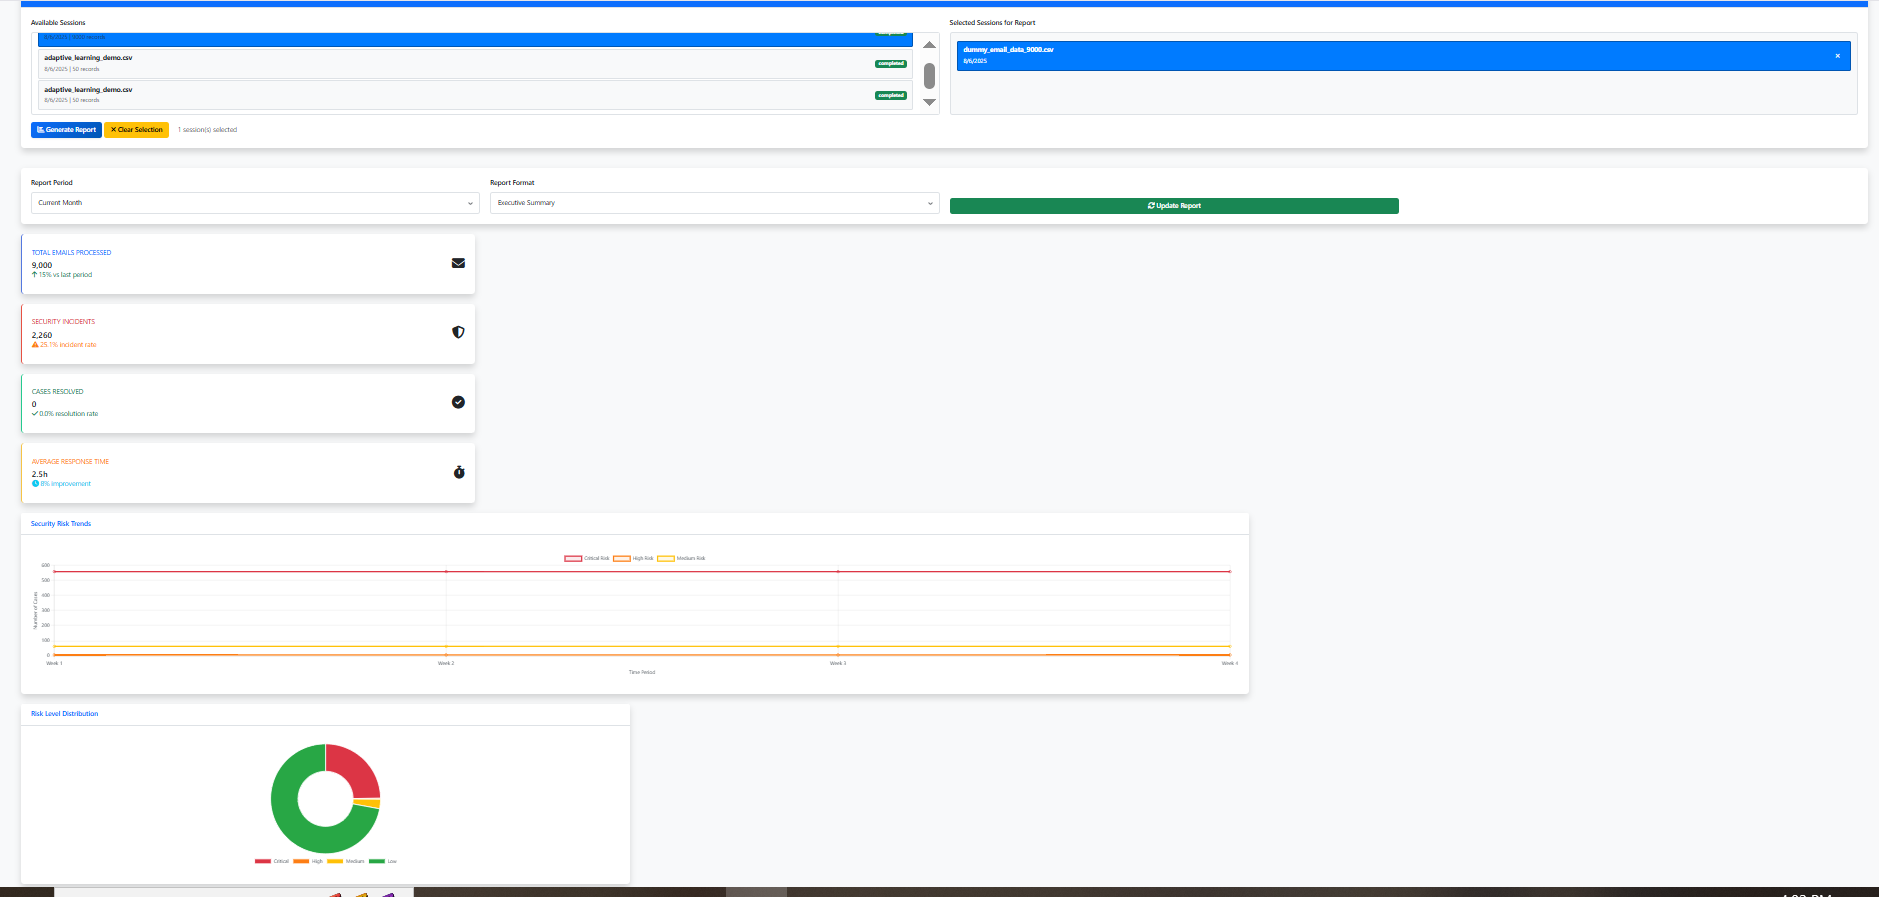 Available Sessions
8/6/2025 | 9000 records
completed
adaptive_learning_demo.csv
8/6/2025 | 50 records
completed
adaptive_learning_demo.csv
8/6/2025 | 50 records
completed
Generate Report
Clear Selection
1 session(s) selected
Selected Sessions for Report
dummy_email_data_9000.csv
8/6/2025
Report Period
Current Month
Report Format
Executive Summary
Update Report
TOTAL EMAILS PROCESSED
9,000
15% vs last period
SECURITY INCIDENTS
2,260
25.1% incident rate
CASES RESOLVED
0
0.0% resolution rate
AVERAGE RESPONSE TIME
2.5h
8% improvement
Security Risk Trends
Critical Risk High Risk Medium Risk
Number of Cases
600
500
400
300
200
100
0
Week 1 Week 2 Week 3 Week 4
Time Period
Risk Level Distribution
Critical High Medium Low